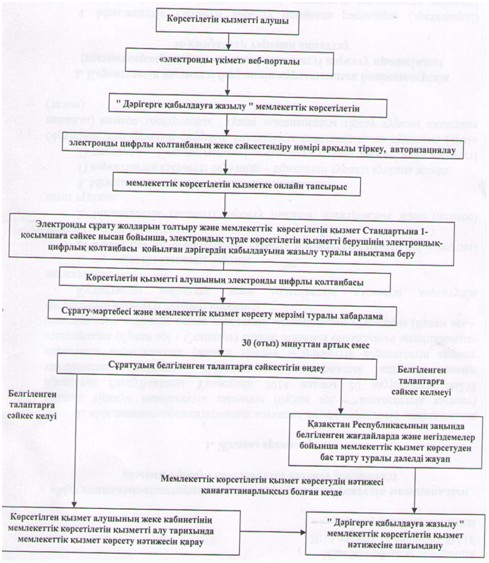 Көрсетілетін қызметті алушы
«электронды үкімет» веб-порталы
" Дәрігерге қабылдауға жазылу " мемлекеттік көрсетілетін
электронды цифрлы қолтанбаның жеке сәйкестендіру нөмірі арқылы тіркеу, авторизациялау
мемлекеттік көрсетілетін қызметке онлайн тапсырыс
Электронды сұрату жолдарын толтыру және мемлекеттік көрсетілетін қызмет Стандартына 1-
қосымшаға сәйкес нысан бойынша, электрондық түрде көрсетілетін қызметті берушінің электрондық-
цифрлық қолтанбасы қойылған дәрігердің қабылдауына жазылу туралы анықтама беру
Көрсетілетін қызметті алушының электронды цифрлы қолтанбасы
Сұрату-мәртебесі және мемлекеттік қызмет көрсету мерзімі туралы хабарлама
30 (отыз) минуттан артық емес
Сұратудың белгіленген талаптарға сәйкестігін өңдеу
Белгіленген
талаптарға
сәйкес келуі
Белгіленген
талаптарға
сәйкес келмеуі
Қазақстан Республикасының заңында
белгіленген жағдайларда және негіздемелер
бойынша мемлекеттік қызмет көрсетуден
бас тарту туралы дәлелді жауап
Мемлекеттік көрсетілетін қызмет көрсетудің нәтижесі
қанағаттанарлықсыз болған кезде
Көрсетілген қызмет алушының жеке кабинетінің
мемлекеттік көрсетілетін қызметті алу тарихында
мемлекеттік қызмет көрсету нәтижесін қарау
" Дәрігерге қабылдауға жазылу "
мемлекеттік көрсетілетін қызмет
нәтижесіне шағымдану